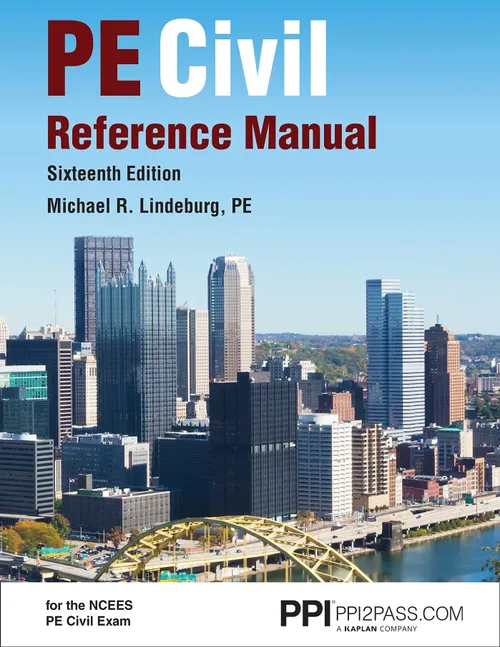 PE Civil
Reference Manual
Sixteenth Edition
Michael R. Lindeburg, PE
for the NCEES
PE Civil Exam
PPI® PPI2PASS.COM
A KAPLAN COMPANY